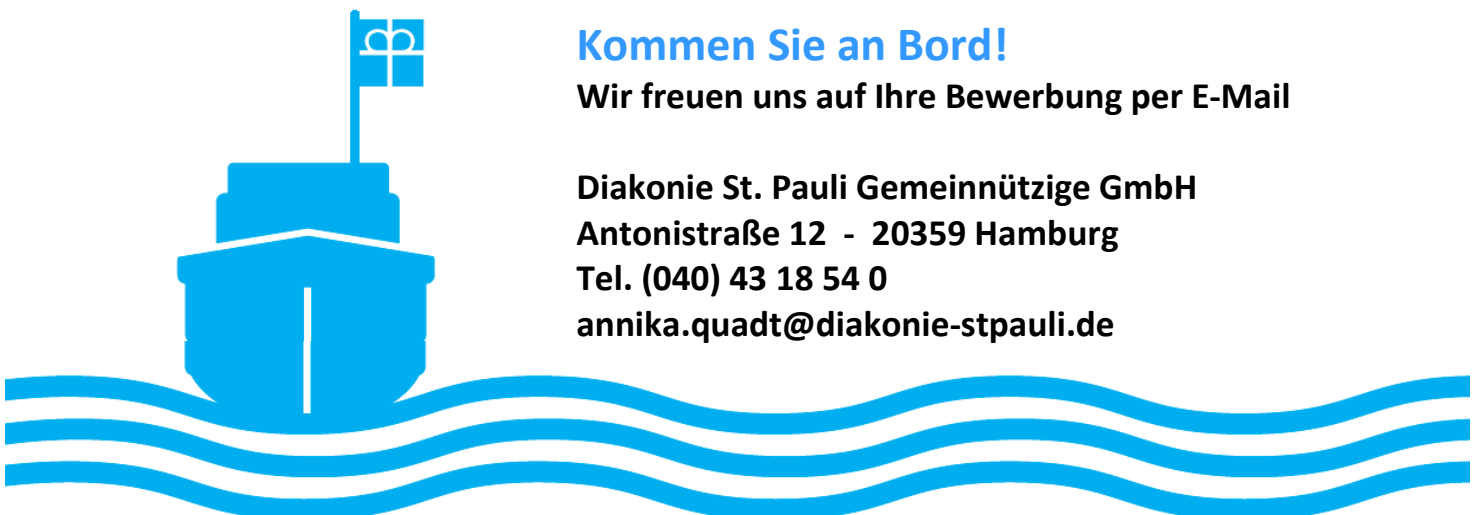 Kommen Sie an Bord!
Wir freuen uns auf Ihre Bewerbung per E-Mail
Diakonie St. Pauli Gemeinnützige GmbH
Antonistraße 12  -  20359 Hamburg
Tel. (040) 43 18 54 0
annika.quadt@diakonie-stpauli.de